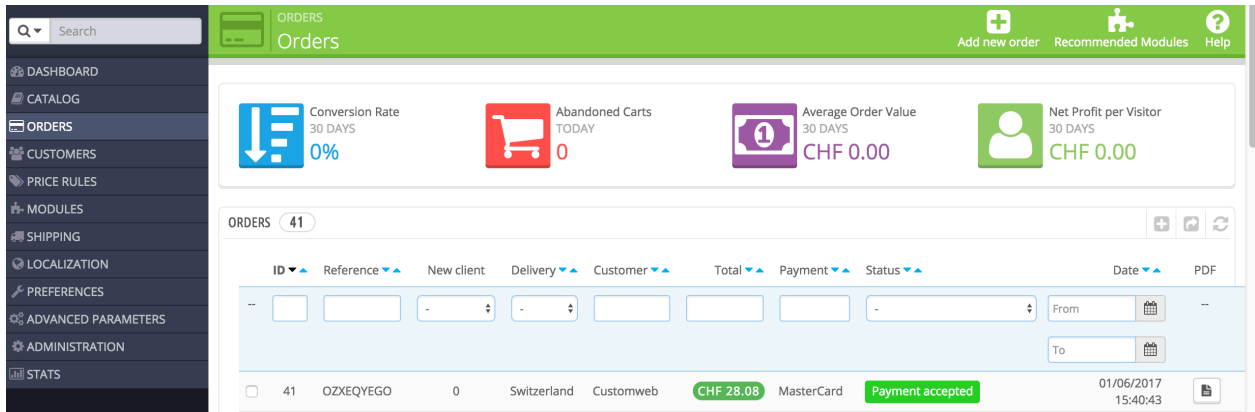 Search
DASHBOARD
CATALOG
ORDERS
CUSTOMERS
PRICE RULES
MODULES
SHIPPING
LOCALIZATION
PREFERENCES
ADVANCED PARAMETERS
ADMINISTRATION
STATS
ORDERS
Orders
Add new order Recommended Modules Help
Conversion Rate
30 DAYS
0%
Abandoned Carts
TODAY
0
1
Average Order Value
30 DAYS
CHF 0.00
Net Profit per Visitor
30 DAYS
CHF 0.00
ORDERS 41
ID Reference New client Delivery Customer Total Payment Status Date PDF
-- - - - From --
To
41 OZXEQYEGO 0 Switzerland Customweb CHF 28.08 MasterCard Payment accepted 01/06/2017
15:40:43